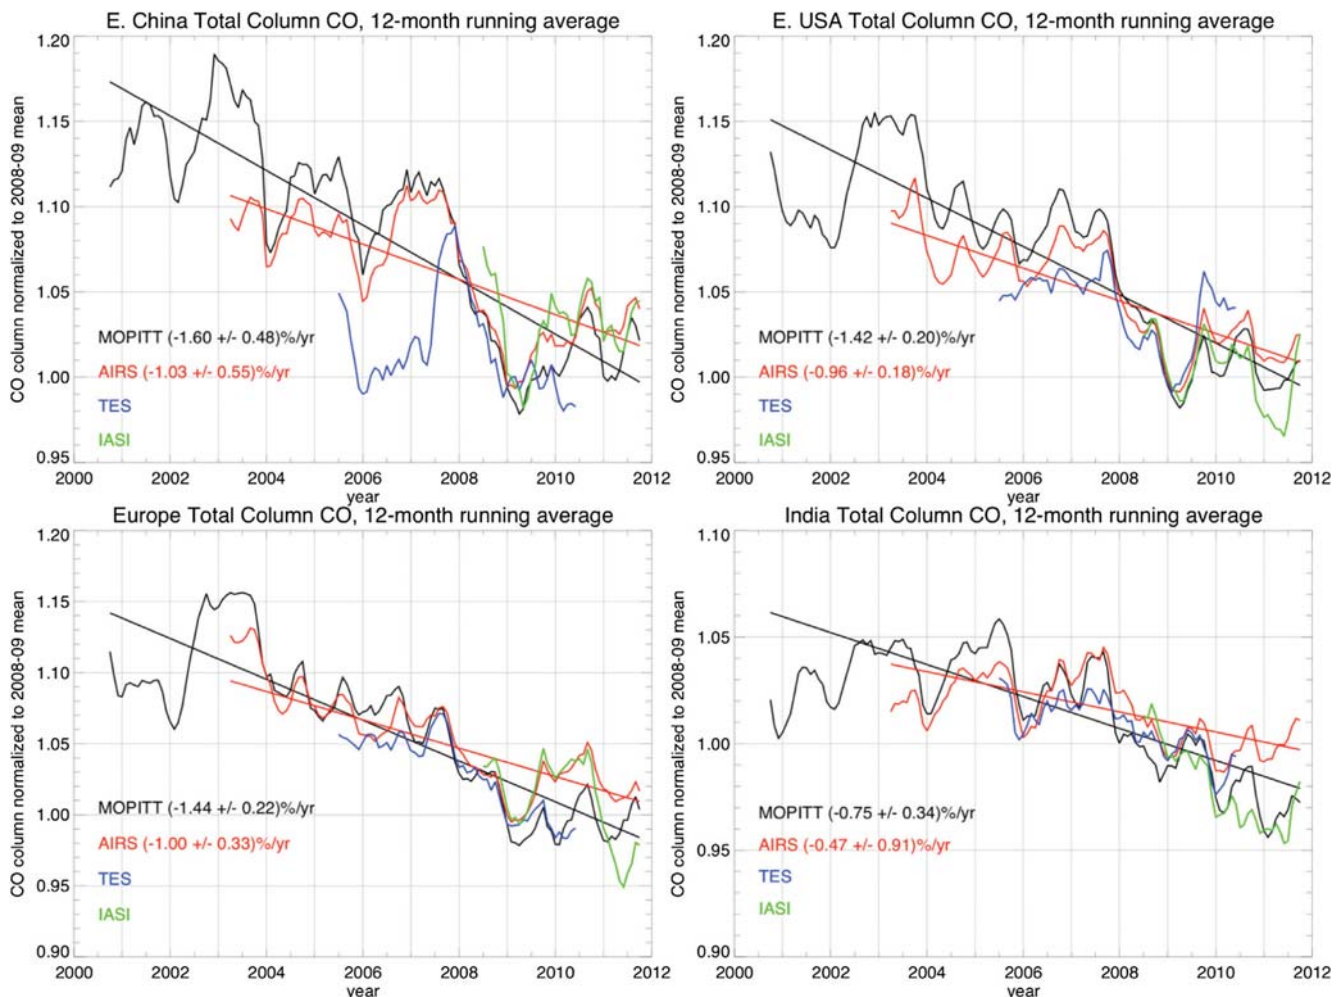 E. China Total Column CO, 12-month running average
CO column normalized to 2008-09 mean
1.20
1.15
1.10
1.05
1.00
0.95
MOPITT (-1.60 +/- 0.48)%/yr
AIRS (-1.03 +/- 0.55)%/yr
TES
IASI
2000 2002 2004 2006 2008 2010 2012
year
E. USA Total Column CO, 12-month running average
CO column normalized to 2008-09 mean
1.20
1.15
1.10
1.05
1.00
0.95
MOPITT (-1.42 +/- 0.20)%/yr
AIRS (-0.96 +/- 0.18)%/yr
TES
IASI
2000 2002 2004 2006 2008 2010 2012
year
Europe Total Column CO, 12-month running average
CO column normalized to 2008-09 mean
1.20
1.15
1.10
1.05
1.00
0.95
0.90
MOPITT (-1.44 +/- 0.22)%/yr
AIRS (-1.00 +/- 0.33)%/yr
TES
IASI
2000 2002 2004 2006 2008 2010 2012
year
India Total Column CO, 12-month running average
CO column normalized to 2008-09 mean
1.10
1.05
1.00
0.95
0.90
MOPITT (-0.75 +/- 0.34)%/yr
AIRS (-0.47 +/- 0.91)%/yr
TES
IASI
2000 2002 2004 2006 2008 2010 2012
year